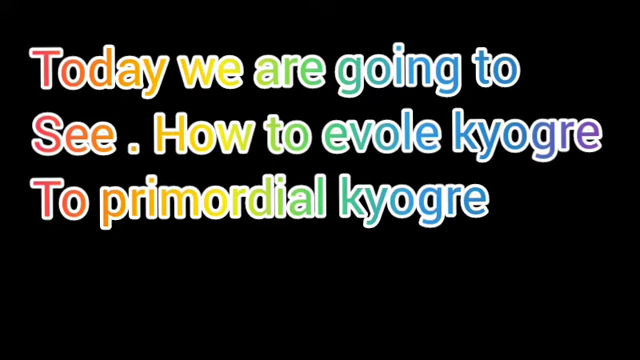 Today we are going to
See . How to evole kyogre
To primordial kyogre